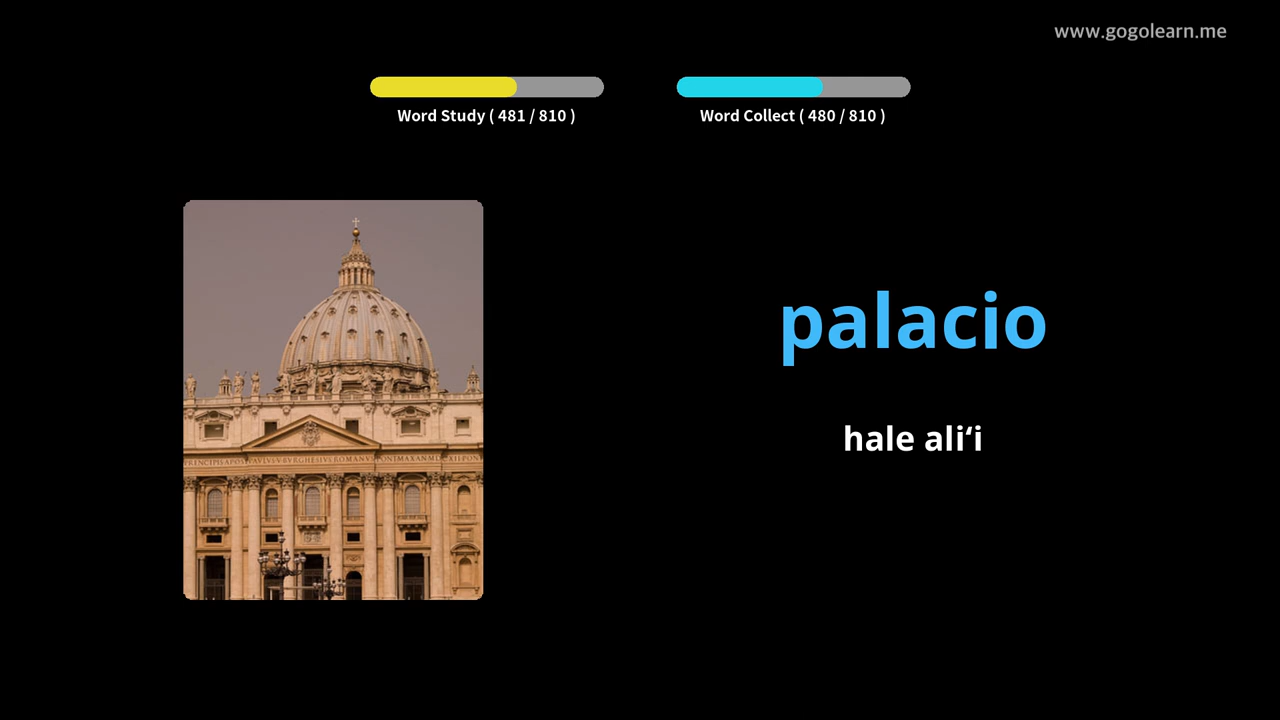 www.gogolearn.me
Word Study ( 481 / 810 )
Word Collect ( 480 / 810 )
palacio
hale aliʻi